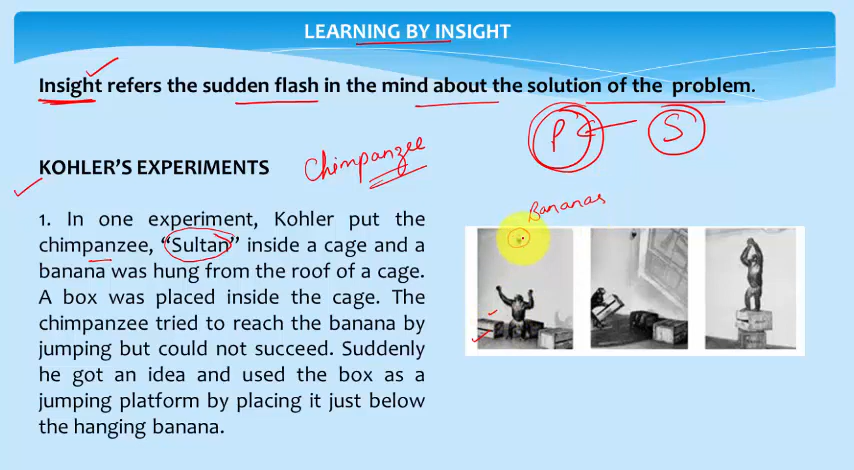 LEARNING BY INSIGHT
Insight refers the sudden flash in the mind about the solution of the problem.
P S
KOHLER'S EXPERIMENTS
Chimpanzee
Bananas
1. In one experiment, Kohler put the
chimpanzee, "Sultan" inside a cage and a
banana was hung from the roof of a cage.
A box was placed inside the cage. The
chimpanzee tried to reach the banana by
jumping but could not succeed. Suddenly
he got an idea and used the box as a
jumping platform by placing it just below
the hanging banana.